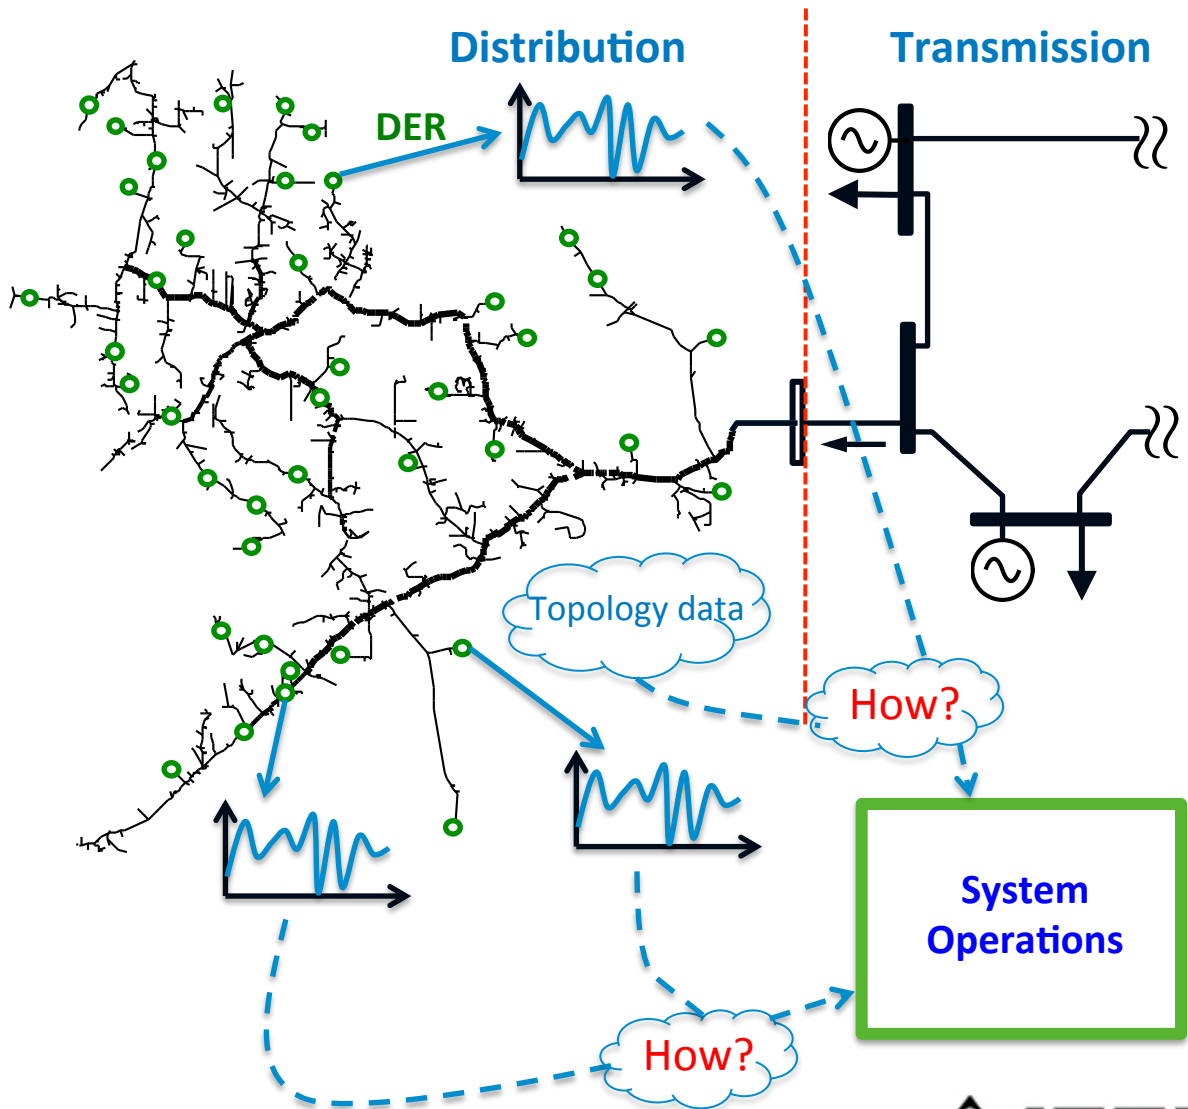 Distribution
Transmission
DER
Topology data
How?
System
Operations
How?